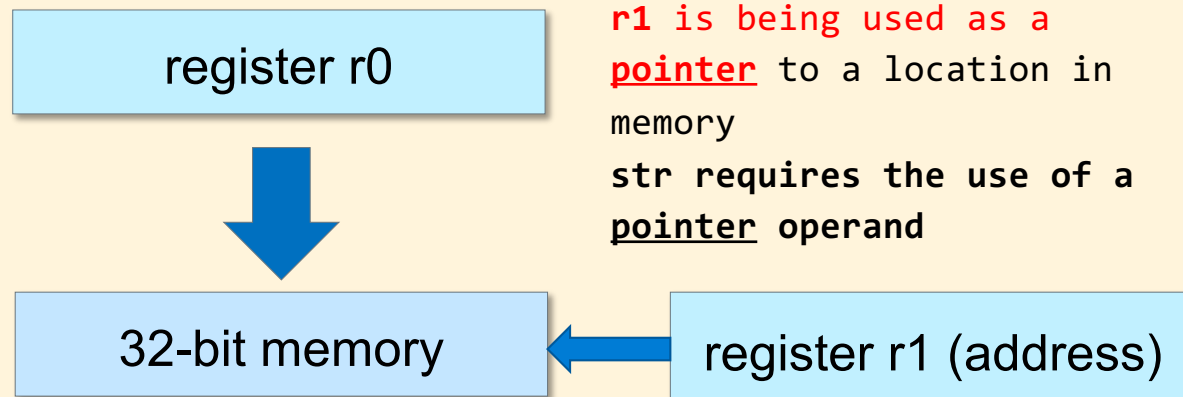 register r0
r1 is being used as a
pointer to a location in
memory
str requires the use of a
pointer operand
32-bit memory
register r1 (address)